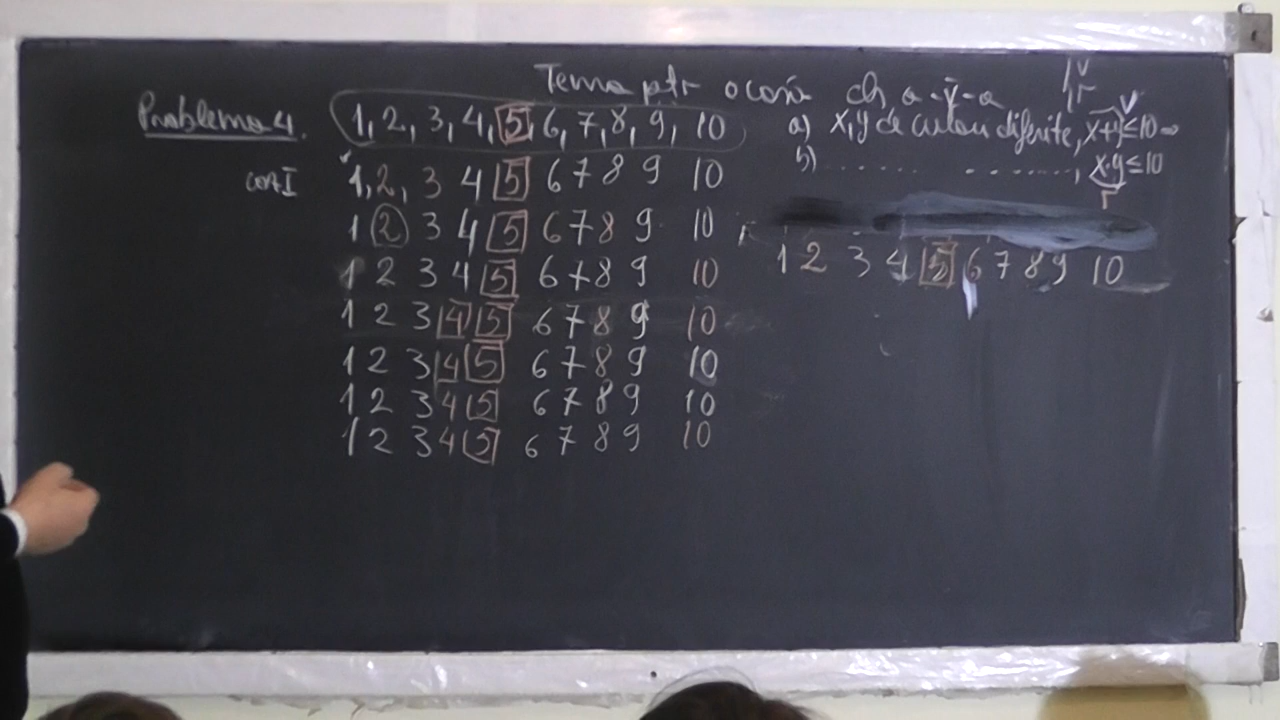 Tema ptr o casă cls a -V- a
Problema 4. 1, 2, 3, 4, 5, 6, 7, 8, 9, 10
v
r
a) x,y de culori diferite, x+y ≤ 10 ⇒
v
caz I 1, 2, 3 4 5 6 7 8 9 10
b) ..... ......., x·y ≤ 10
r
1 2 3 4 5 6 7 8 9 10
1 2 3 4 5 6 7 8 9 10
1 2 3 4 5 6 7 8 9 10
1 2 3 4 5 6 7 8 9 10
1 2 3 4 5 6 7 8 9 10
1 2 3 4 5 6 7 8 9 10
1 2 3 4 5 6 7 8 9 10